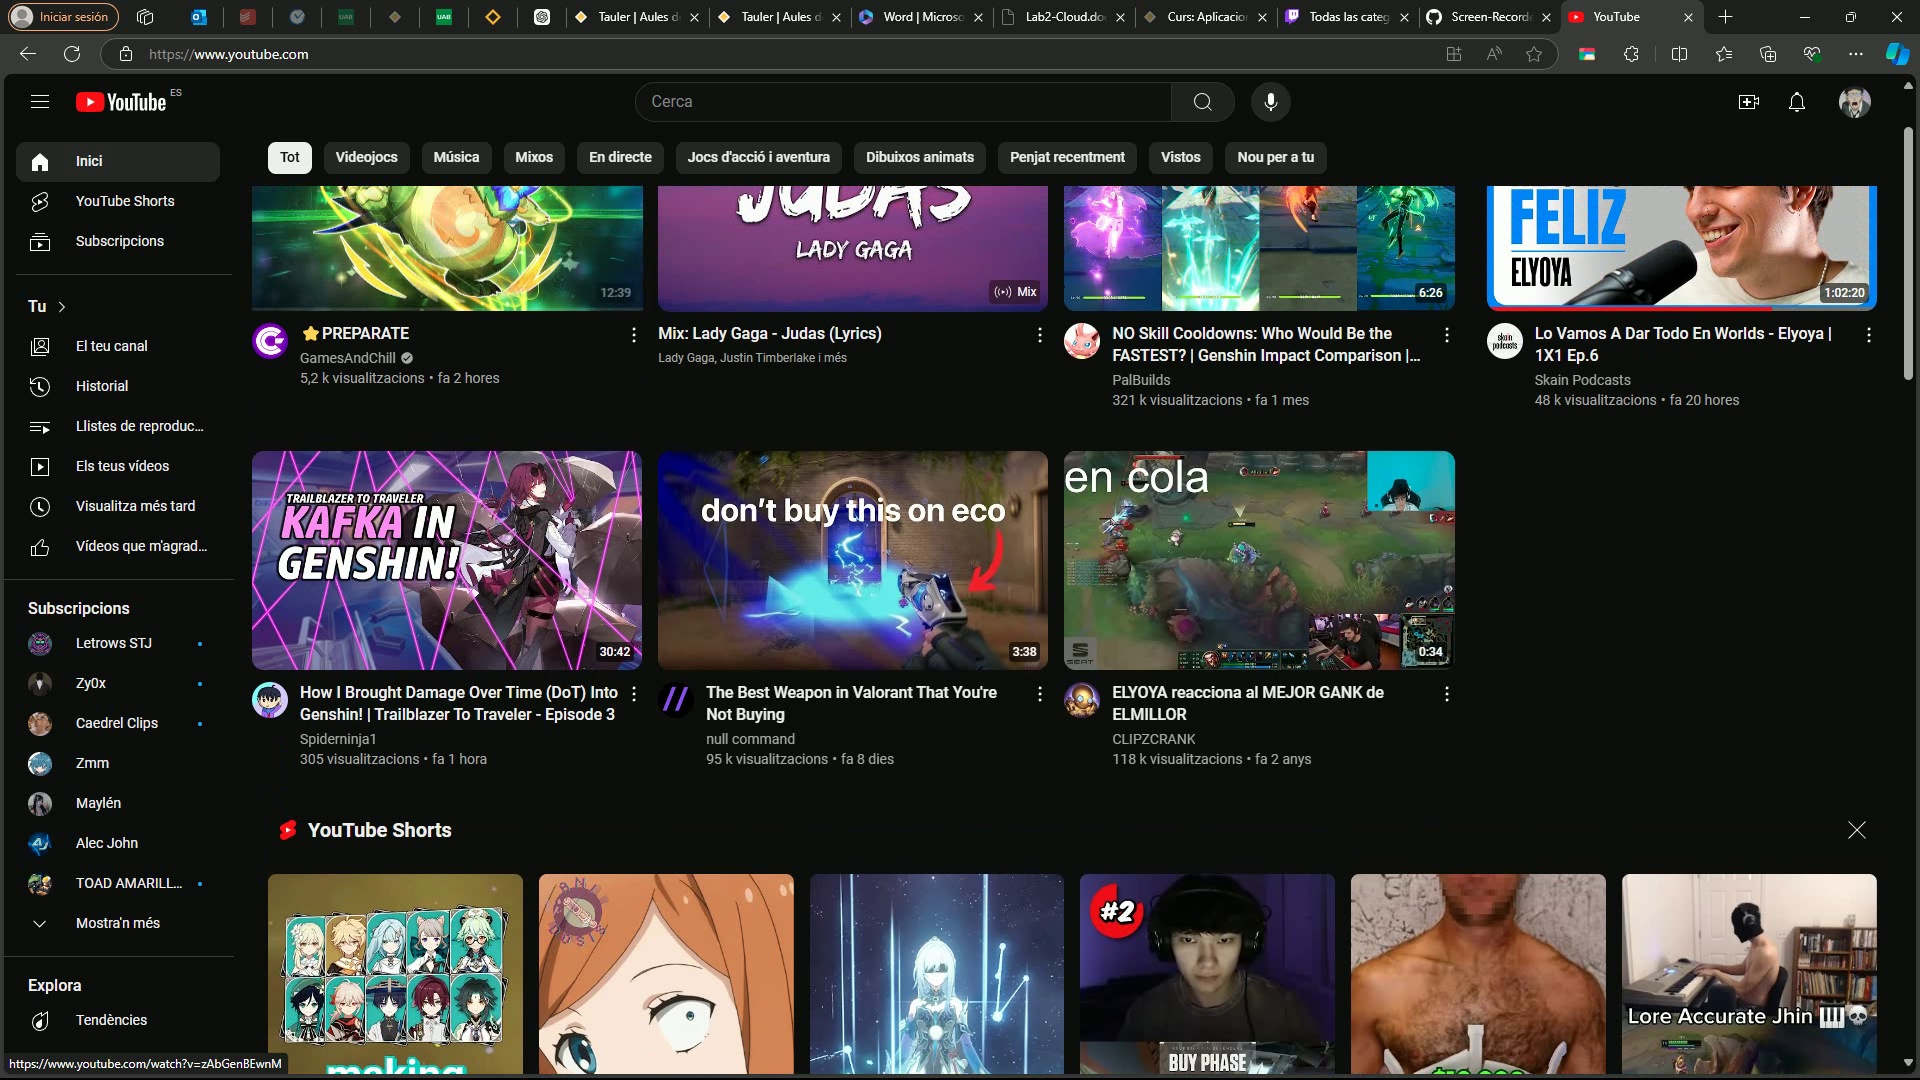 Iniciar sesión
Tauler | Aules d
Tauler | Aules d
Word | Microso
Lab2-Cloud.do
Curs: Aplicacion
Todas las categ
Screen-Recorde
YouTube
https://www.youtube.com
YouTube ES
Cerca
Inici
YouTube Shorts
Subscripcions
Tu
El teu canal
Historial
Llistes de reproduc...
Els teus vídeos
Visualitza més tard
Vídeos que m'agrad...
Subscripcions
Letrows STJ
Zy0x
Caedrel Clips
Zmm
Maylén
Alec John
TOAD AMARILL...
Mostra'n més
Explora
Tendències
Tot
Videojocs
Música
Mixos
En directe
Jocs d'acció i aventura
Dibuixos animats
Penjat recentment
Vistos
Nou per a tu
12:39
JUDAS
LADY GAGA
Mix
6:26
FELIZ
ELYOYA
skain
podcasts
1:02:20
PREPARATE
GamesAndChill
5,2 k visualitzacions • fa 2 hores
Mix: Lady Gaga - Judas (Lyrics)
Lady Gaga, Justin Timberlake i més
NO Skill Cooldowns: Who Would Be the
FASTEST? | Genshin Impact Comparison |...
PalBuilds
321 k visualitzacions • fa 1 mes
Lo Vamos A Dar Todo En Worlds - Elyoya |
1X1 Ep.6
Skain Podcasts
48 k visualitzacions • fa 20 hores
TRAILBLAZER TO TRAVELER
KAFKA IN
GENSHIN!
30:42
don't buy this on eco
3:38
en cola
SEAT
0:34
How I Brought Damage Over Time (DoT) Into
Genshin! | Trailblazer To Traveler - Episode 3
Spiderninja1
305 visualitzacions • fa 1 hora
The Best Weapon in Valorant That You're
Not Buying
null command
95 k visualitzacions • fa 8 dies
ELYOYA reacciona al MEJOR GANK de
ELMILLOR
CLIPZCRANK
118 k visualitzacions • fa 2 anys
YouTube Shorts
making
#2
BUY PHASE
Lore Accurate Jhin
https://www.youtube.com/watch?v=zAbGenBEwnM